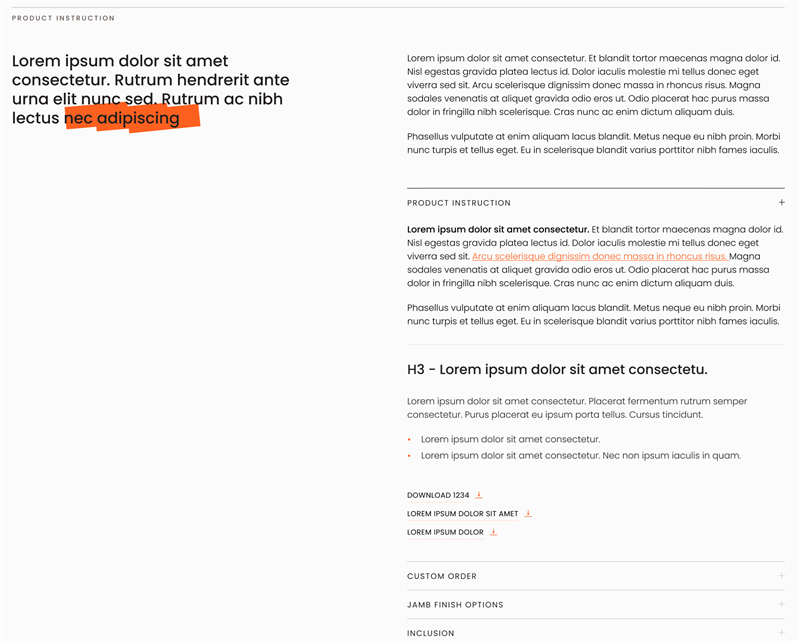 PRODUCT INSTRUCTION
Lorem ipsum dolor sit amet
consectetur. Rutrum hendrerit ante
urna elit nunc sed. Rutrum ac nibh
lectus nec adipiscing
Lorem ipsum dolor sit amet consectetur. Et blandit tortor maecenas magna dolor id.
Nisl egestas gravida platea lectus id. Dolor iaculis molestie mi tellus donec eget
viverra sed sit. Arcu scelerisque dignissim donec massa in rhoncus risus. Magna
sodales venenatis at aliquet gravida odio eros ut. Odio placerat hac purus massa
dolor in fringilla nibh scelerisque. Cras nunc ac enim dictum aliquam quis.
Phasellus vulputate at enim aliquam lacus blandit. Metus neque eu nibh proin. Morbi
nunc turpis et tellus eget. Eu in scelerisque blandit varius porttitor nibh fames iaculis.
PRODUCT INSTRUCTION +
Lorem ipsum dolor sit amet consectetur. Et blandit tortor maecenas magna dolor id.
Nisl egestas gravida platea lectus id. Dolor iaculis molestie mi tellus donec eget
viverra sed sit. Arcu scelerisque dignissim donec massa in rhoncus risus. Magna
sodales venenatis at aliquet gravida odio eros ut. Odio placerat hac purus massa
dolor in fringilla nibh scelerisque. Cras nunc ac enim dictum aliquam quis.
Phasellus vulputate at enim aliquam lacus blandit. Metus neque eu nibh proin. Morbi
nunc turpis et tellus eget. Eu in scelerisque blandit varius porttitor nibh fames iaculis.
H3 - Lorem ipsum dolor sit amet consectetu.
Lorem ipsum dolor sit amet consectetur. Placerat fermentum rutrum semper
consectetur. Purus placerat eu ipsum porta tellus. Cursus tincidunt.
• Lorem ipsum dolor sit amet consectetur.
• Lorem ipsum dolor sit amet consectetur. Nec non ipsum iaculis in quam.
DOWNLOAD 1234
LOREM IPSUM DOLOR SIT AMET
LOREM IPSUM DOLOR
CUSTOM ORDER +
JAMB FINISH OPTIONS +
INCLUSION +